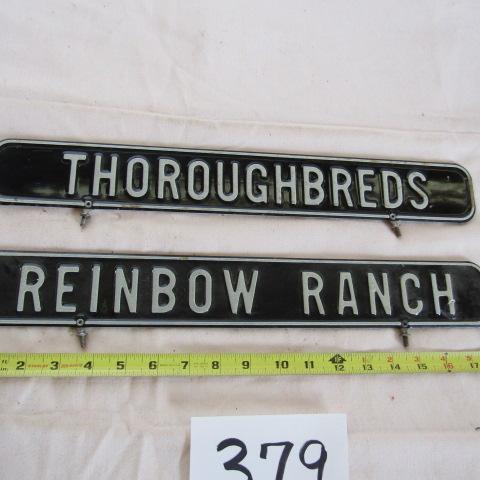 THOROUGHBREDS
REINBOW RANCH
2 3 4 5 6 7 8 9 10 11 12 13 14 15 16 17
379